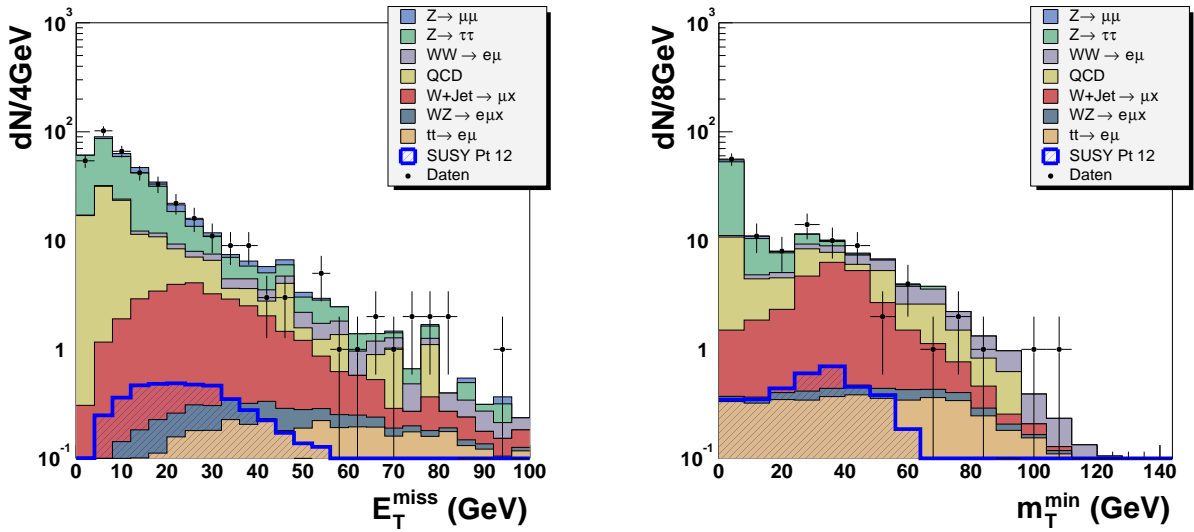 dN/4GeV
10³
10²
10
1
10⁻¹
Z→ μμ
Z→ ττ
WW → eμ
QCD
W+Jet → μx
WZ → eμx
tt→ eμ
SUSY Pt 12
Daten
0 10 20 30 40 50 60 70 80 90 100
E_T^miss (GeV)
dN/8GeV
10³
10²
10
1
10⁻¹
Z→ μμ
Z→ ττ
WW → eμ
QCD
W+Jet → μx
WZ → eμx
tt→ eμ
SUSY Pt 12
Daten
0 20 40 60 80 100 120 140
m_T^min (GeV)